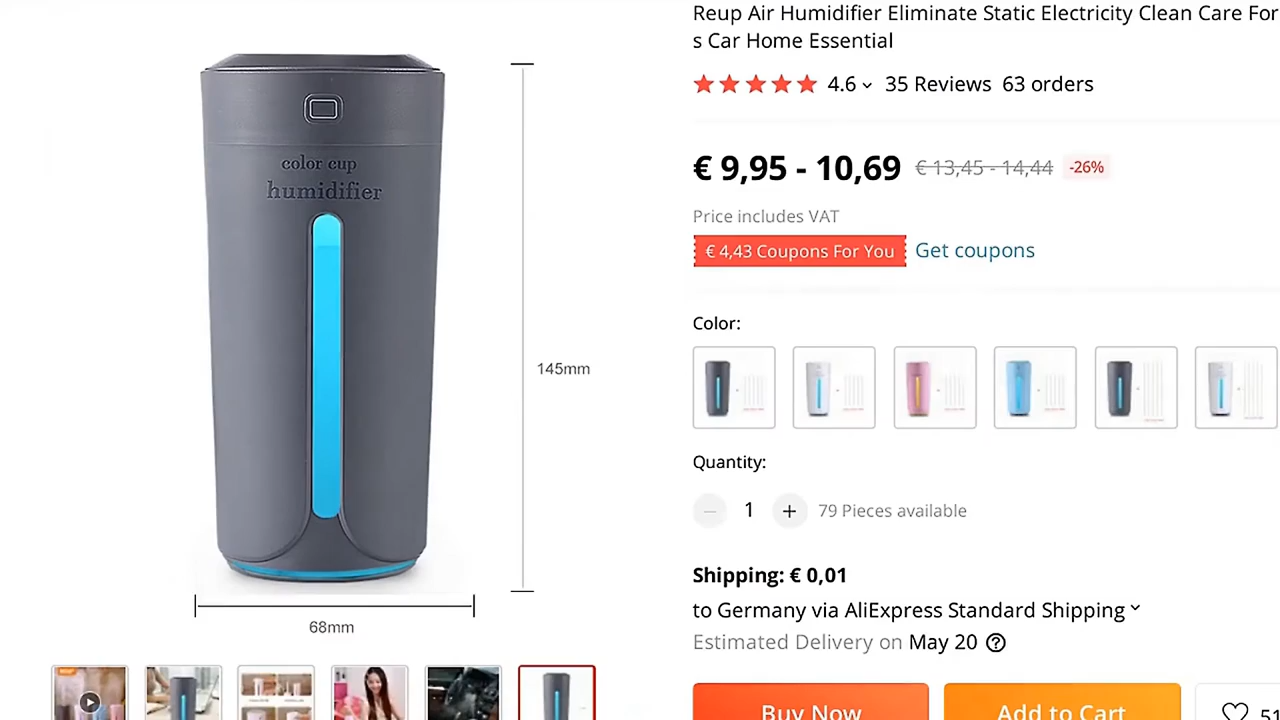 Reup Air Humidifier Eliminate Static Electricity Clean Care For
s Car Home Essential
4.6 35 Reviews 63 orders
€ 9,95 - 10,69 € 13,45 - 14,44 -26%
Price includes VAT
€ 4,43 Coupons For You Get coupons
color cup
humidifier
145mm
68mm
Color:
Quantity:
1 79 Pieces available
Shipping: € 0,01
to Germany via AliExpress Standard Shipping
Estimated Delivery on May 20
Buy Now Add to Cart 51